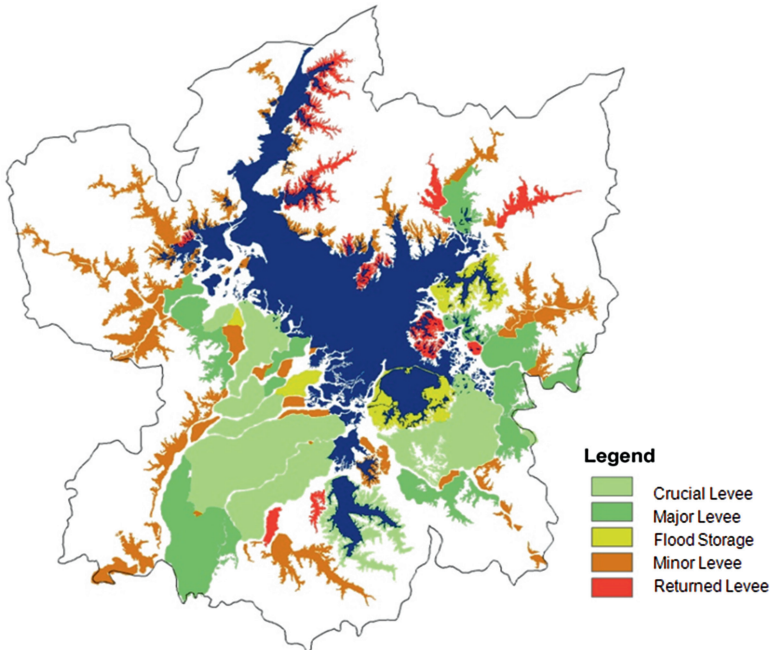 Legend
Crucial Levee
Major Levee
Flood Storage
Minor Levee
Returned Levee